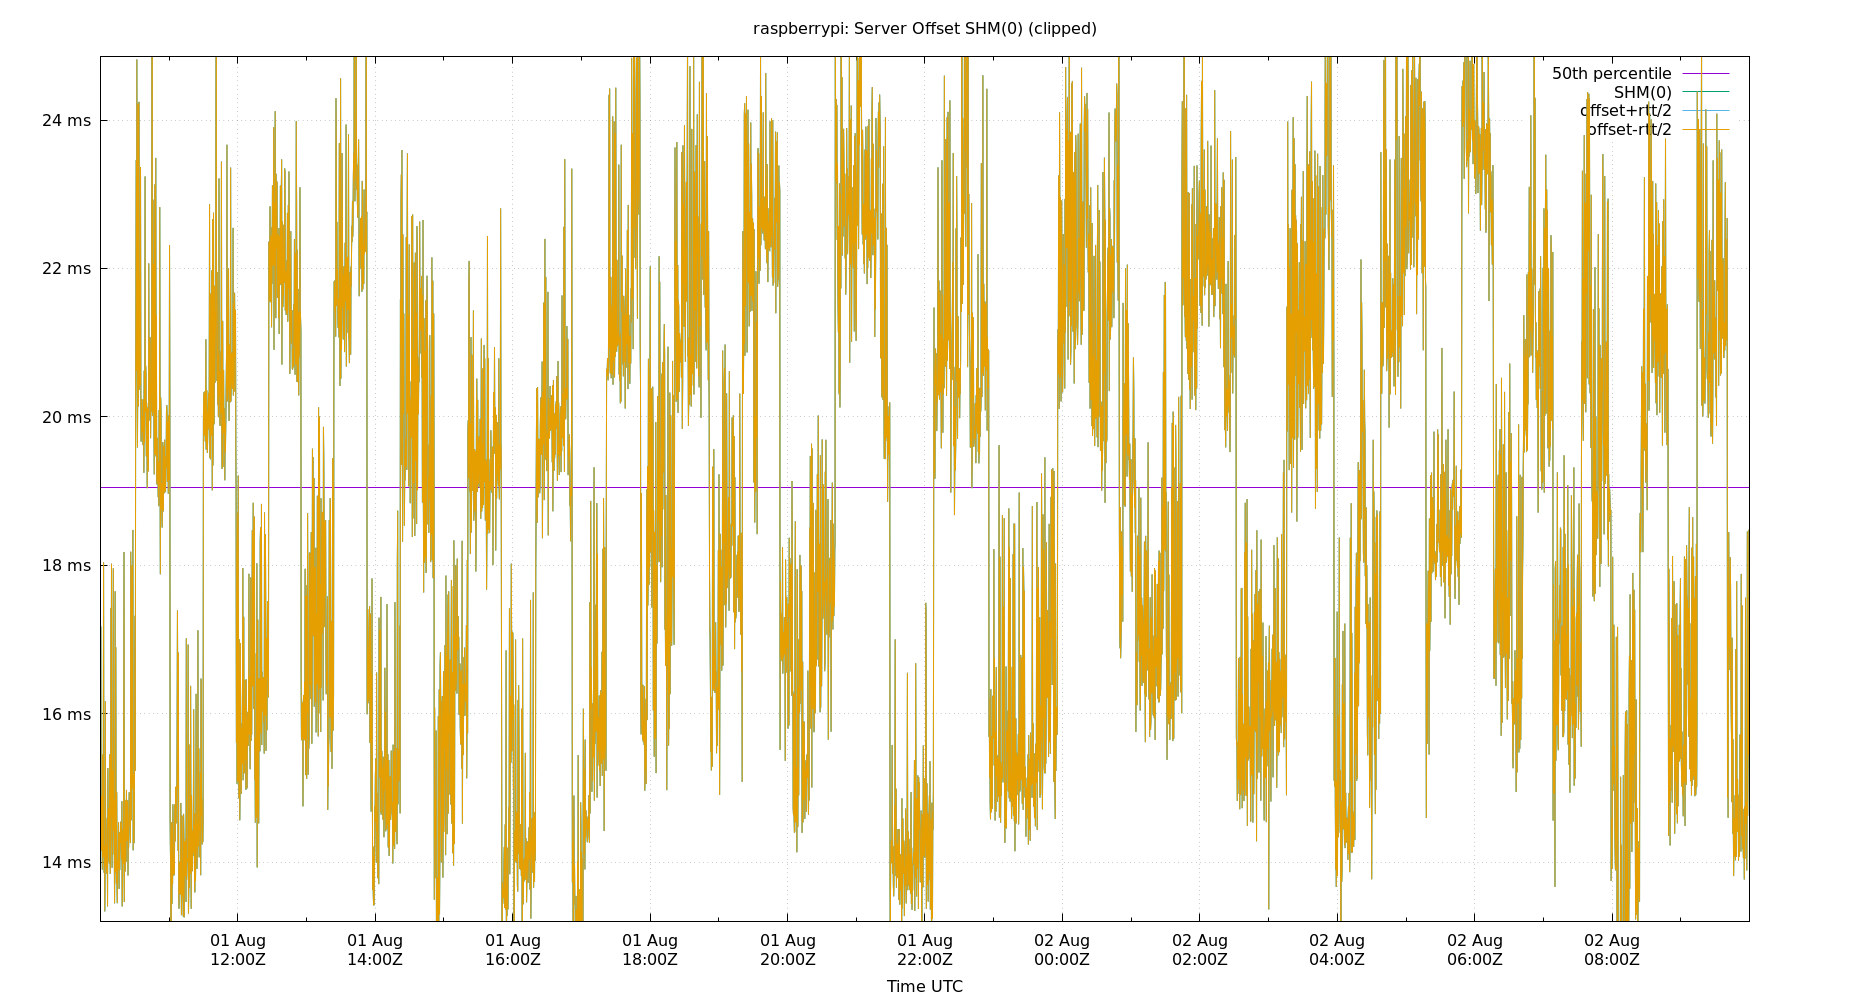 raspberrypi: Server Offset SHM(0) (clipped)
50th percentile
SHM(0)
offset+rtt/2
offset-rtt/2
24 ms
22 ms
20 ms
18 ms
16 ms
14 ms
01 Aug 01 Aug 01 Aug 01 Aug 01 Aug 01 Aug 02 Aug 02 Aug 02 Aug 02 Aug 02 Aug
12:00Z 14:00Z 16:00Z 18:00Z 20:00Z 22:00Z 00:00Z 02:00Z 04:00Z 06:00Z 08:00Z
Time UTC